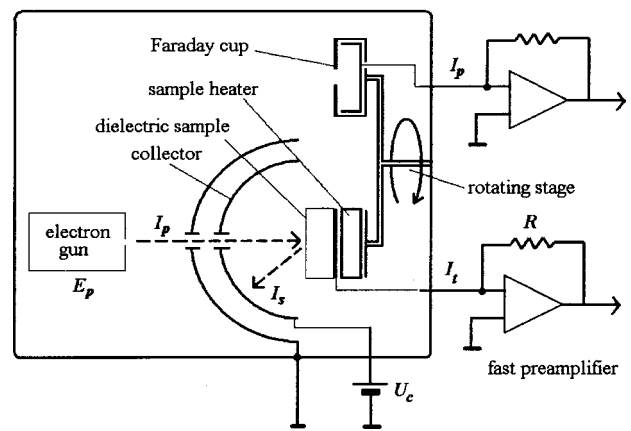 Faraday cup
I_p
sample heater
dielectric sample
collector
rotating stage
electron
gun
I_p
E_p
I_s
I_t
R
fast preamplifier
U_c